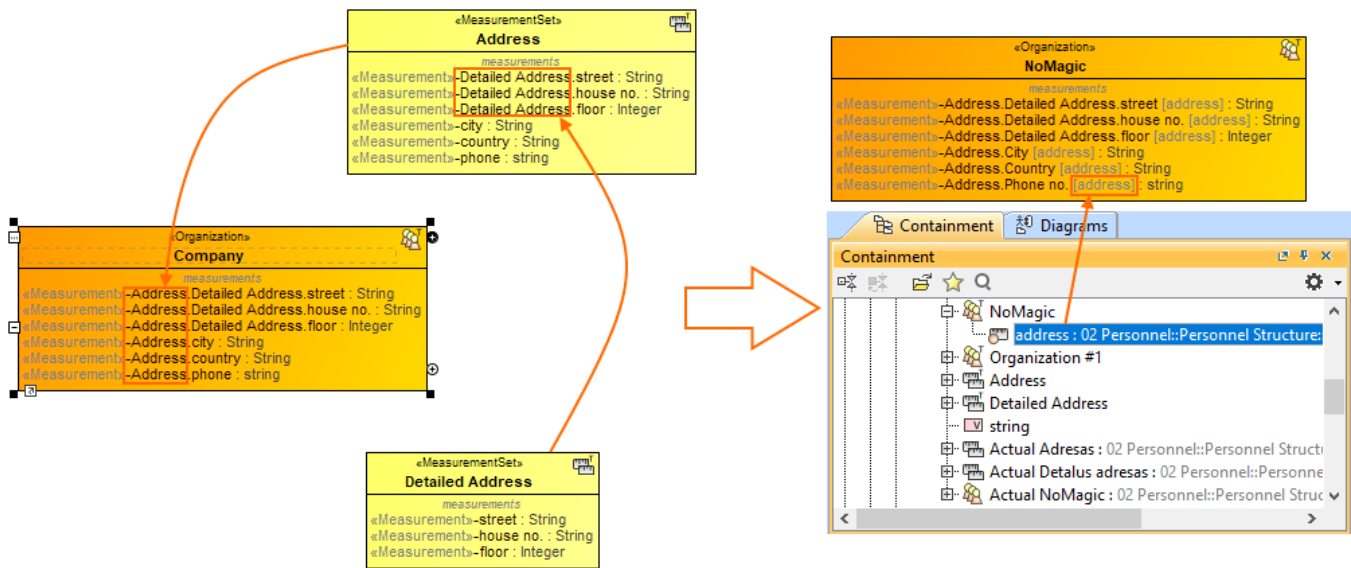 «MeasurementSet»
Address
measurements
«Measurement»-Detailed Address.street : String
«Measurement»-Detailed Address.house no. : String
«Measurement»-Detailed Address.floor : Integer
«Measurement»-city : String
«Measurement»-country : String
«Measurement»-phone : string
«Organization»
Company
measurements
«Measurement»-Address.Detailed Address.street : String
«Measurement»-Address.Detailed Address.house no. : String
«Measurement»-Address.Detailed Address.floor : Integer
«Measurement»-Address.city : String
«Measurement»-Address.country : String
«Measurement»-Address.phone : string
«MeasurementSet»
Detailed Address
measurements
«Measurement»-street : String
«Measurement»-house no. : String
«Measurement»-floor : Integer
«Organization»
NoMagic
measurements
«Measurement»-Address.Detailed Address.street [address] : String
«Measurement»-Address.Detailed Address.house no. [address] : String
«Measurement»-Address.Detailed Address.floor [address] : Integer
«Measurement»-Address.City [address] : String
«Measurement»-Address.Country [address] : String
«Measurement»-Address.Phone no. [address] : string
Containment Diagrams
Containment
NoMagic
address : 02 Personnel::Personnel Structure:
Organization #1
Address
Detailed Address
V string
Actual Adresas : 02 Personnel::Personnel Structu
Actual Detalus adresas : 02 Personnel::Personne
Actual NoMagic : 02 Personnel::Personnel Struc